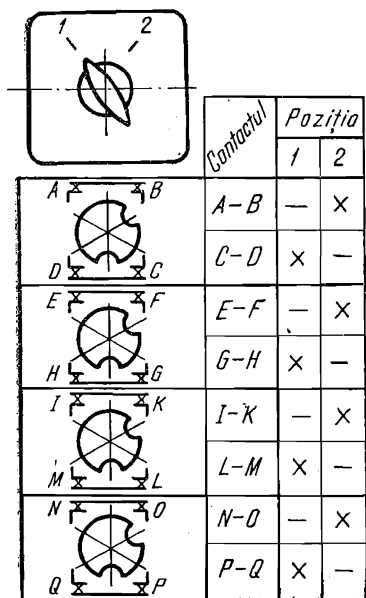 1 2
Contactul Poziția
1 2
A B
A-B — ×
D C
C-D × —
E F
E-F — ×
H G
G-H × —
I K
I-K — ×
M L
L-M × —
N O
N-O — ×
Q P
P-Q × —